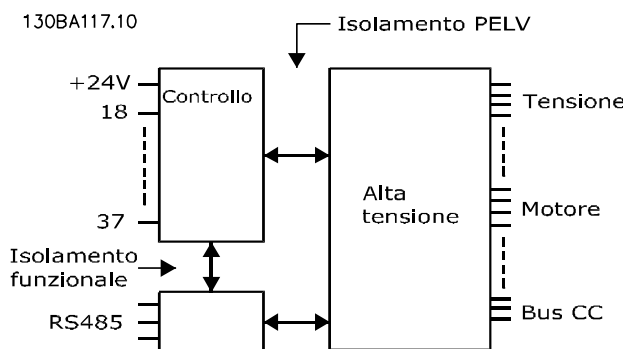 130BA117.10
Isolamento PELV
+24V
Controllo
18
37
Alta
tensione
Tensione
Motore
Bus CC
Isolamento
funzionale
RS485